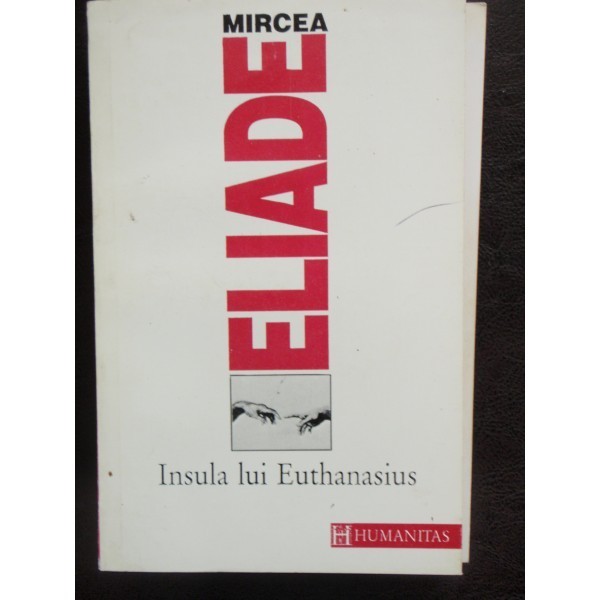 MIRCEA
ELIADE
Insula lui Euthanasius
H HUMANITAS